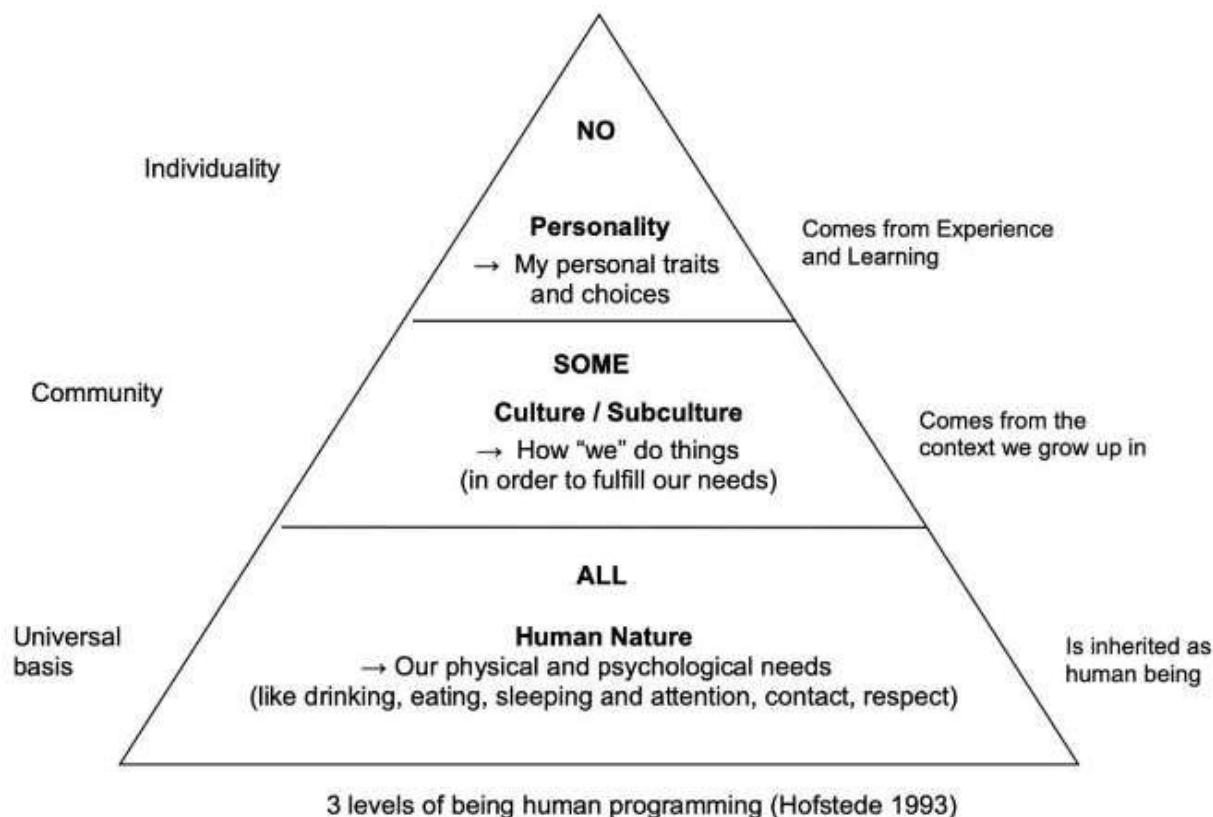 NO
Individuality
Personality
→ My personal traits
and choices
Comes from Experience
and Learning
SOME
Community
Culture / Subculture
→ How “we” do things
(in order to fulfill our needs)
Comes from the
context we grow up in
ALL
Universal
basis
Human Nature
→ Our physical and psychological needs
(like drinking, eating, sleeping and attention, contact, respect)
Is inherited as
human being
3 levels of being human programming (Hofstede 1993)